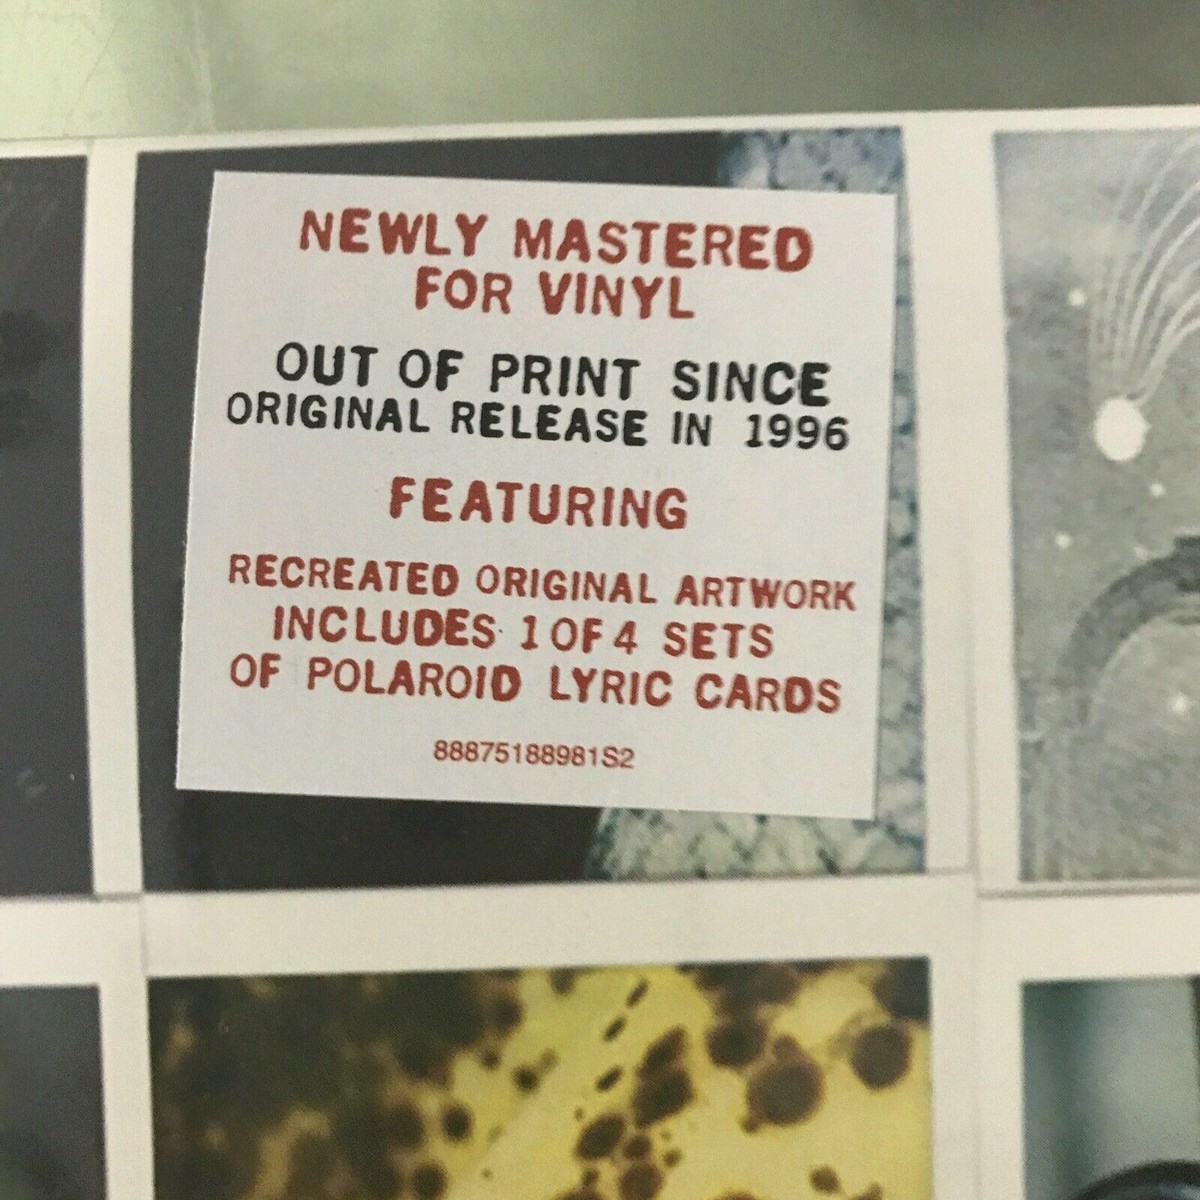 NEWLY MASTERED
FOR VINYL
OUT OF PRINT SINCE
ORIGINAL RELEASE IN 1996
FEATURING
RECREATED ORIGINAL ARTWORK
INCLUDES 1 OF 4 SETS
OF POLAROID LYRIC CARDS
88875188981S2